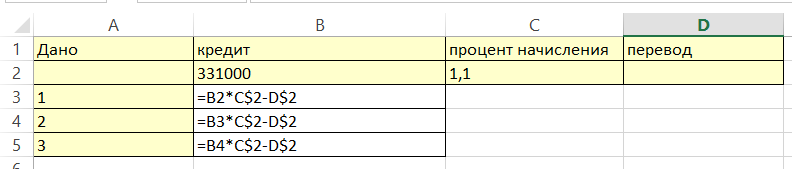 A B C D
1 Дано кредит процент начисления перевод
2 331000 1,1
3 1 =B2*C$2-D$2
4 2 =B3*C$2-D$2
5 3 =B4*C$2-D$2